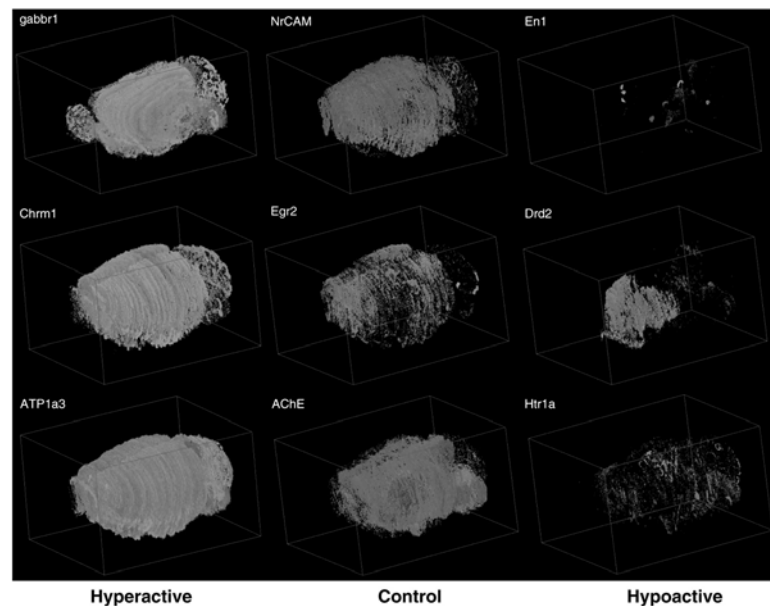 gabbr1 NrCAM En1
Chrm1 Egr2 Drd2
ATP1a3 AChE Htr1a
Hyperactive Control Hypoactive